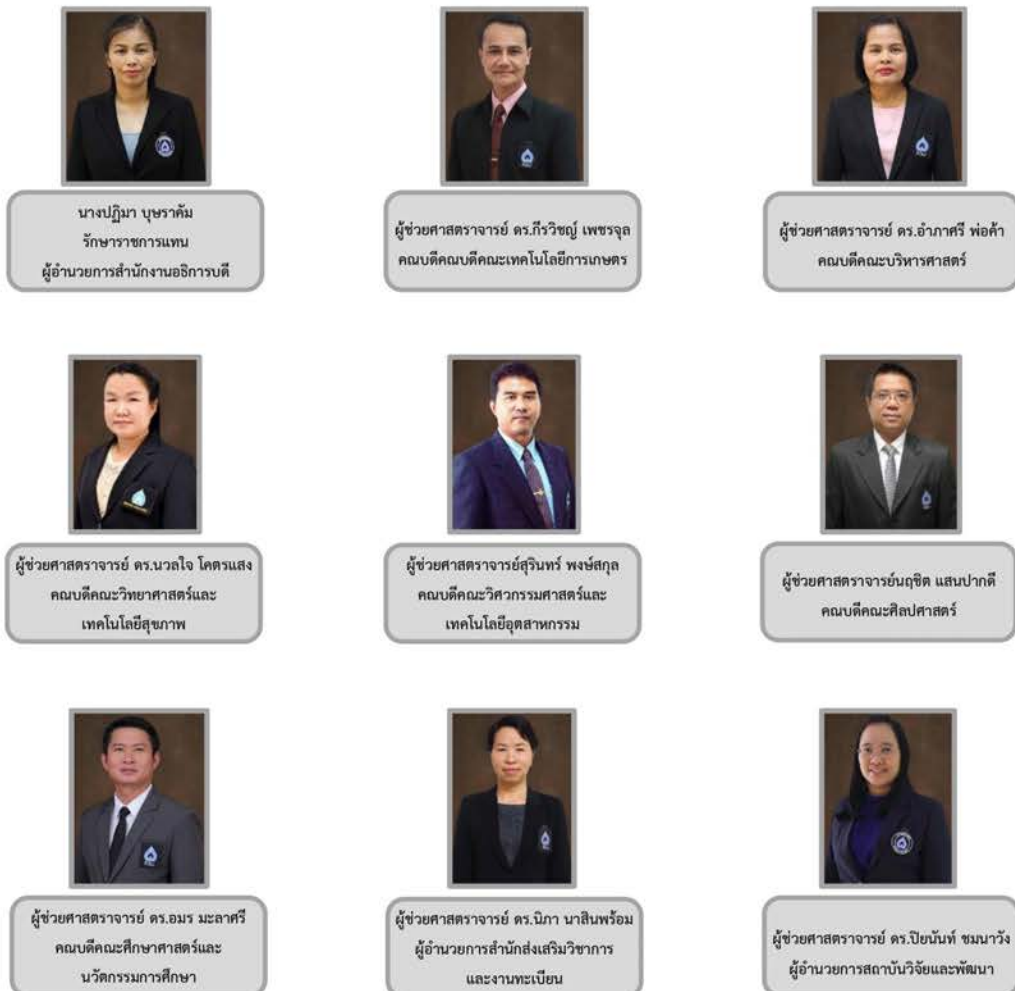 นางปฏิมา บุษราคัม
รักษาราชการแทน
ผู้อำนวยการสำนักงานอธิการบดี
ผู้ช่วยศาสตราจารย์ ดร.กีรวิชญ์ เพชรจุล
คณบดีคณบดีคณะเทคโนโลยีการเกษตร
ผู้ช่วยศาสตราจารย์ ดร.อำภาศรี พ่อค้า
คณบดีคณะบริหารศาสตร์
ผู้ช่วยศาสตราจารย์ ดร.นวลใจ โคตรแสง
คณบดีคณะวิทยาศาสตร์และ
เทคโนโลยีสุขภาพ
ผู้ช่วยศาสตราจารย์สุรินทร์ พงษ์สกุล
คณบดีคณะวิศวกรรมศาสตร์และ
เทคโนโลยีอุตสาหกรรม
ผู้ช่วยศาสตราจารย์นฤชิต แสนปากดี
คณบดีคณะศิลปศาสตร์
ผู้ช่วยศาสตราจารย์ ดร.อมร มะลาศรี
คณบดีคณะศึกษาศาสตร์และ
นวัตกรรมการศึกษา
ผู้ช่วยศาสตราจารย์ ดร.นิภา นาสินพร้อม
ผู้อำนวยการสำนักส่งเสริมวิชาการ
และงานทะเบียน
ผู้ช่วยศาสตราจารย์ ดร.ปิยนันท์ ชมนาวัง
ผู้อำนวยการสถาบันวิจัยและพัฒนา